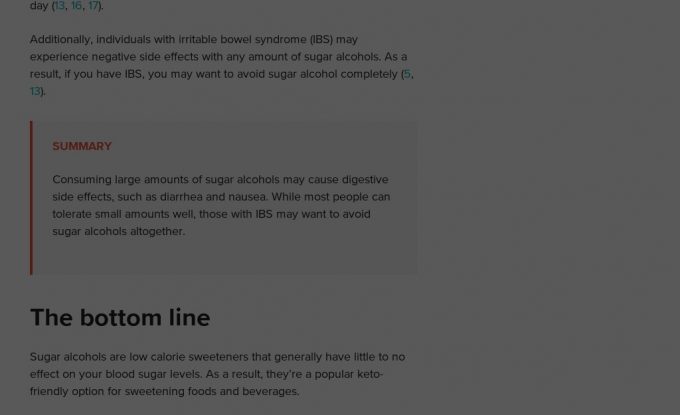 day (13, 16, 17).
Additionally, individuals with irritable bowel syndrome (IBS) may
experience negative side effects with any amount of sugar alcohols. As a
result, if you have IBS, you may want to avoid sugar alcohol completely (5,
13).
SUMMARY
Consuming large amounts of sugar alcohols may cause digestive
side effects, such as diarrhea and nausea. While most people can
tolerate small amounts well, those with IBS may want to avoid
sugar alcohols altogether.
The bottom line
Sugar alcohols are low calorie sweeteners that generally have little to no
effect on your blood sugar levels. As a result, they’re a popular keto-
friendly option for sweetening foods and beverages.